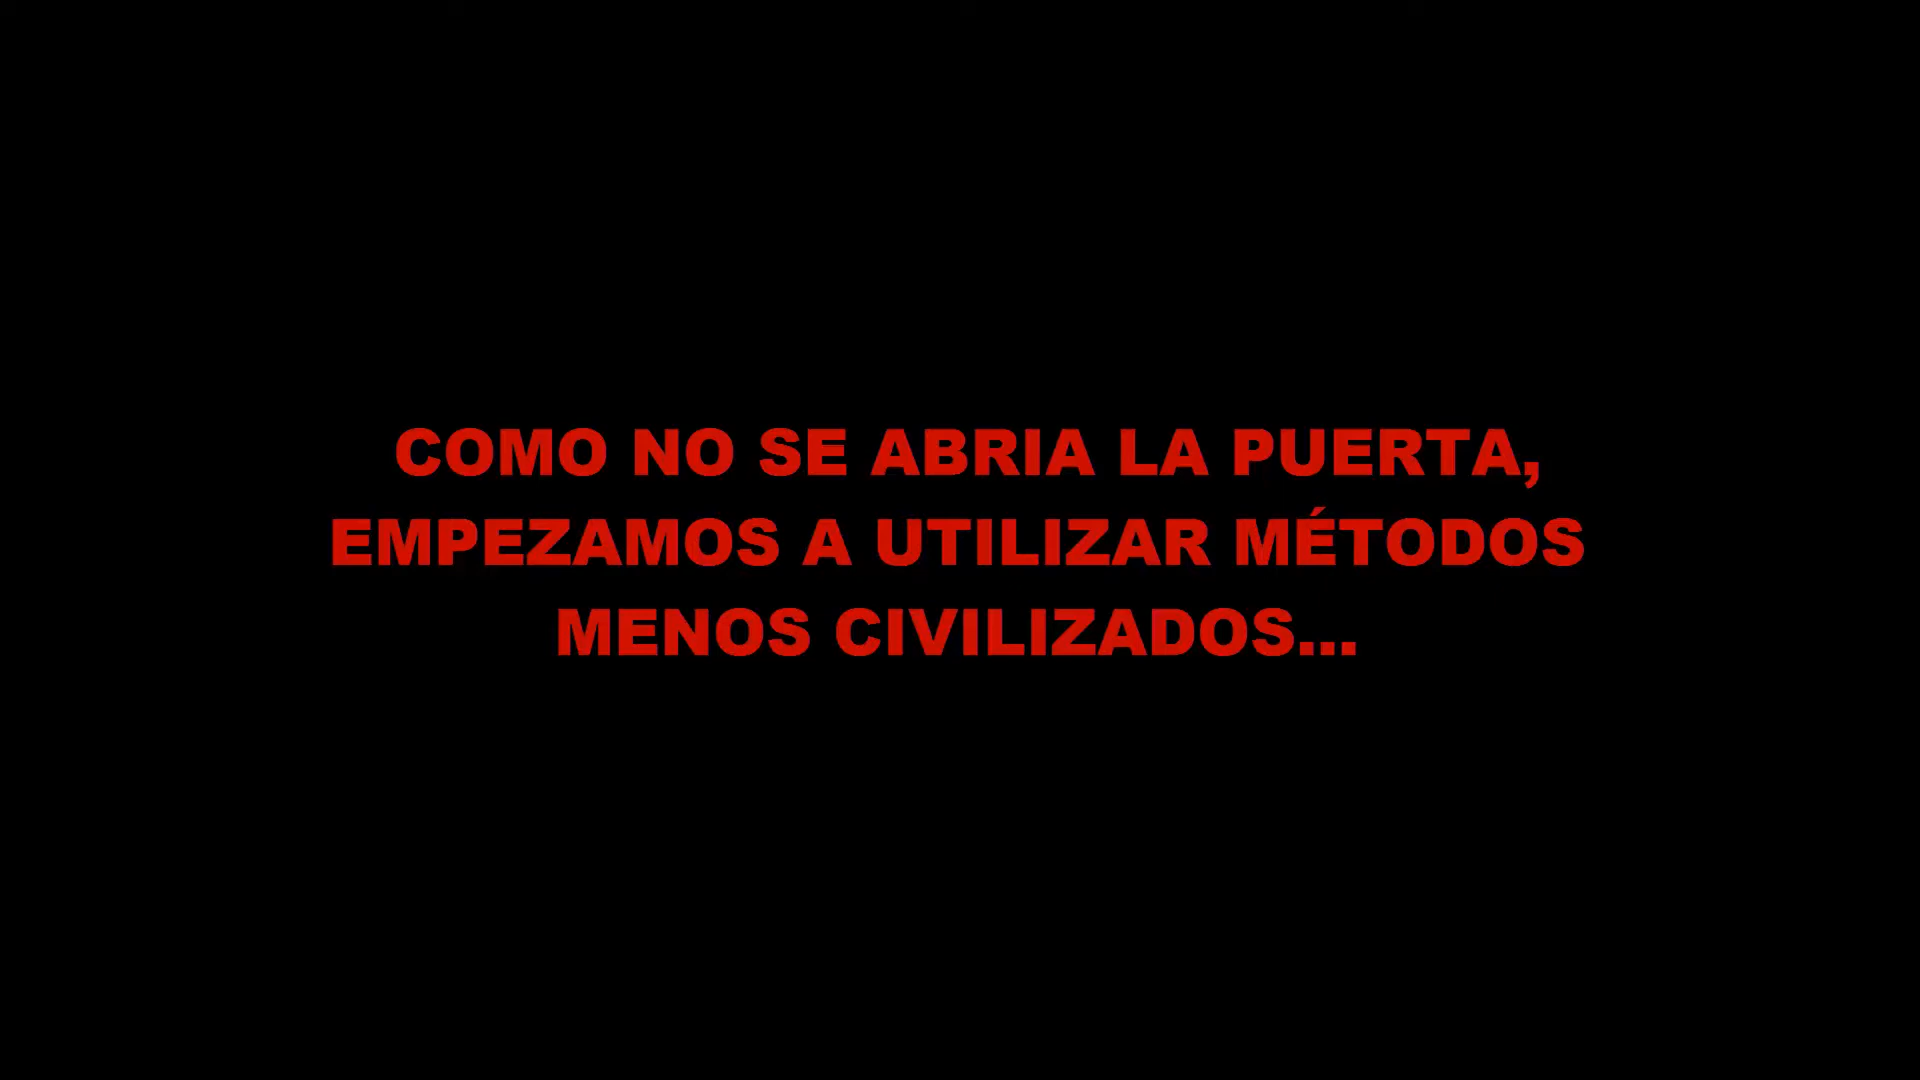 COMO NO SE ABRIA LA PUERTA,
EMPEZAMOS A UTILIZAR MÉTODOS
MENOS CIVILIZADOS...